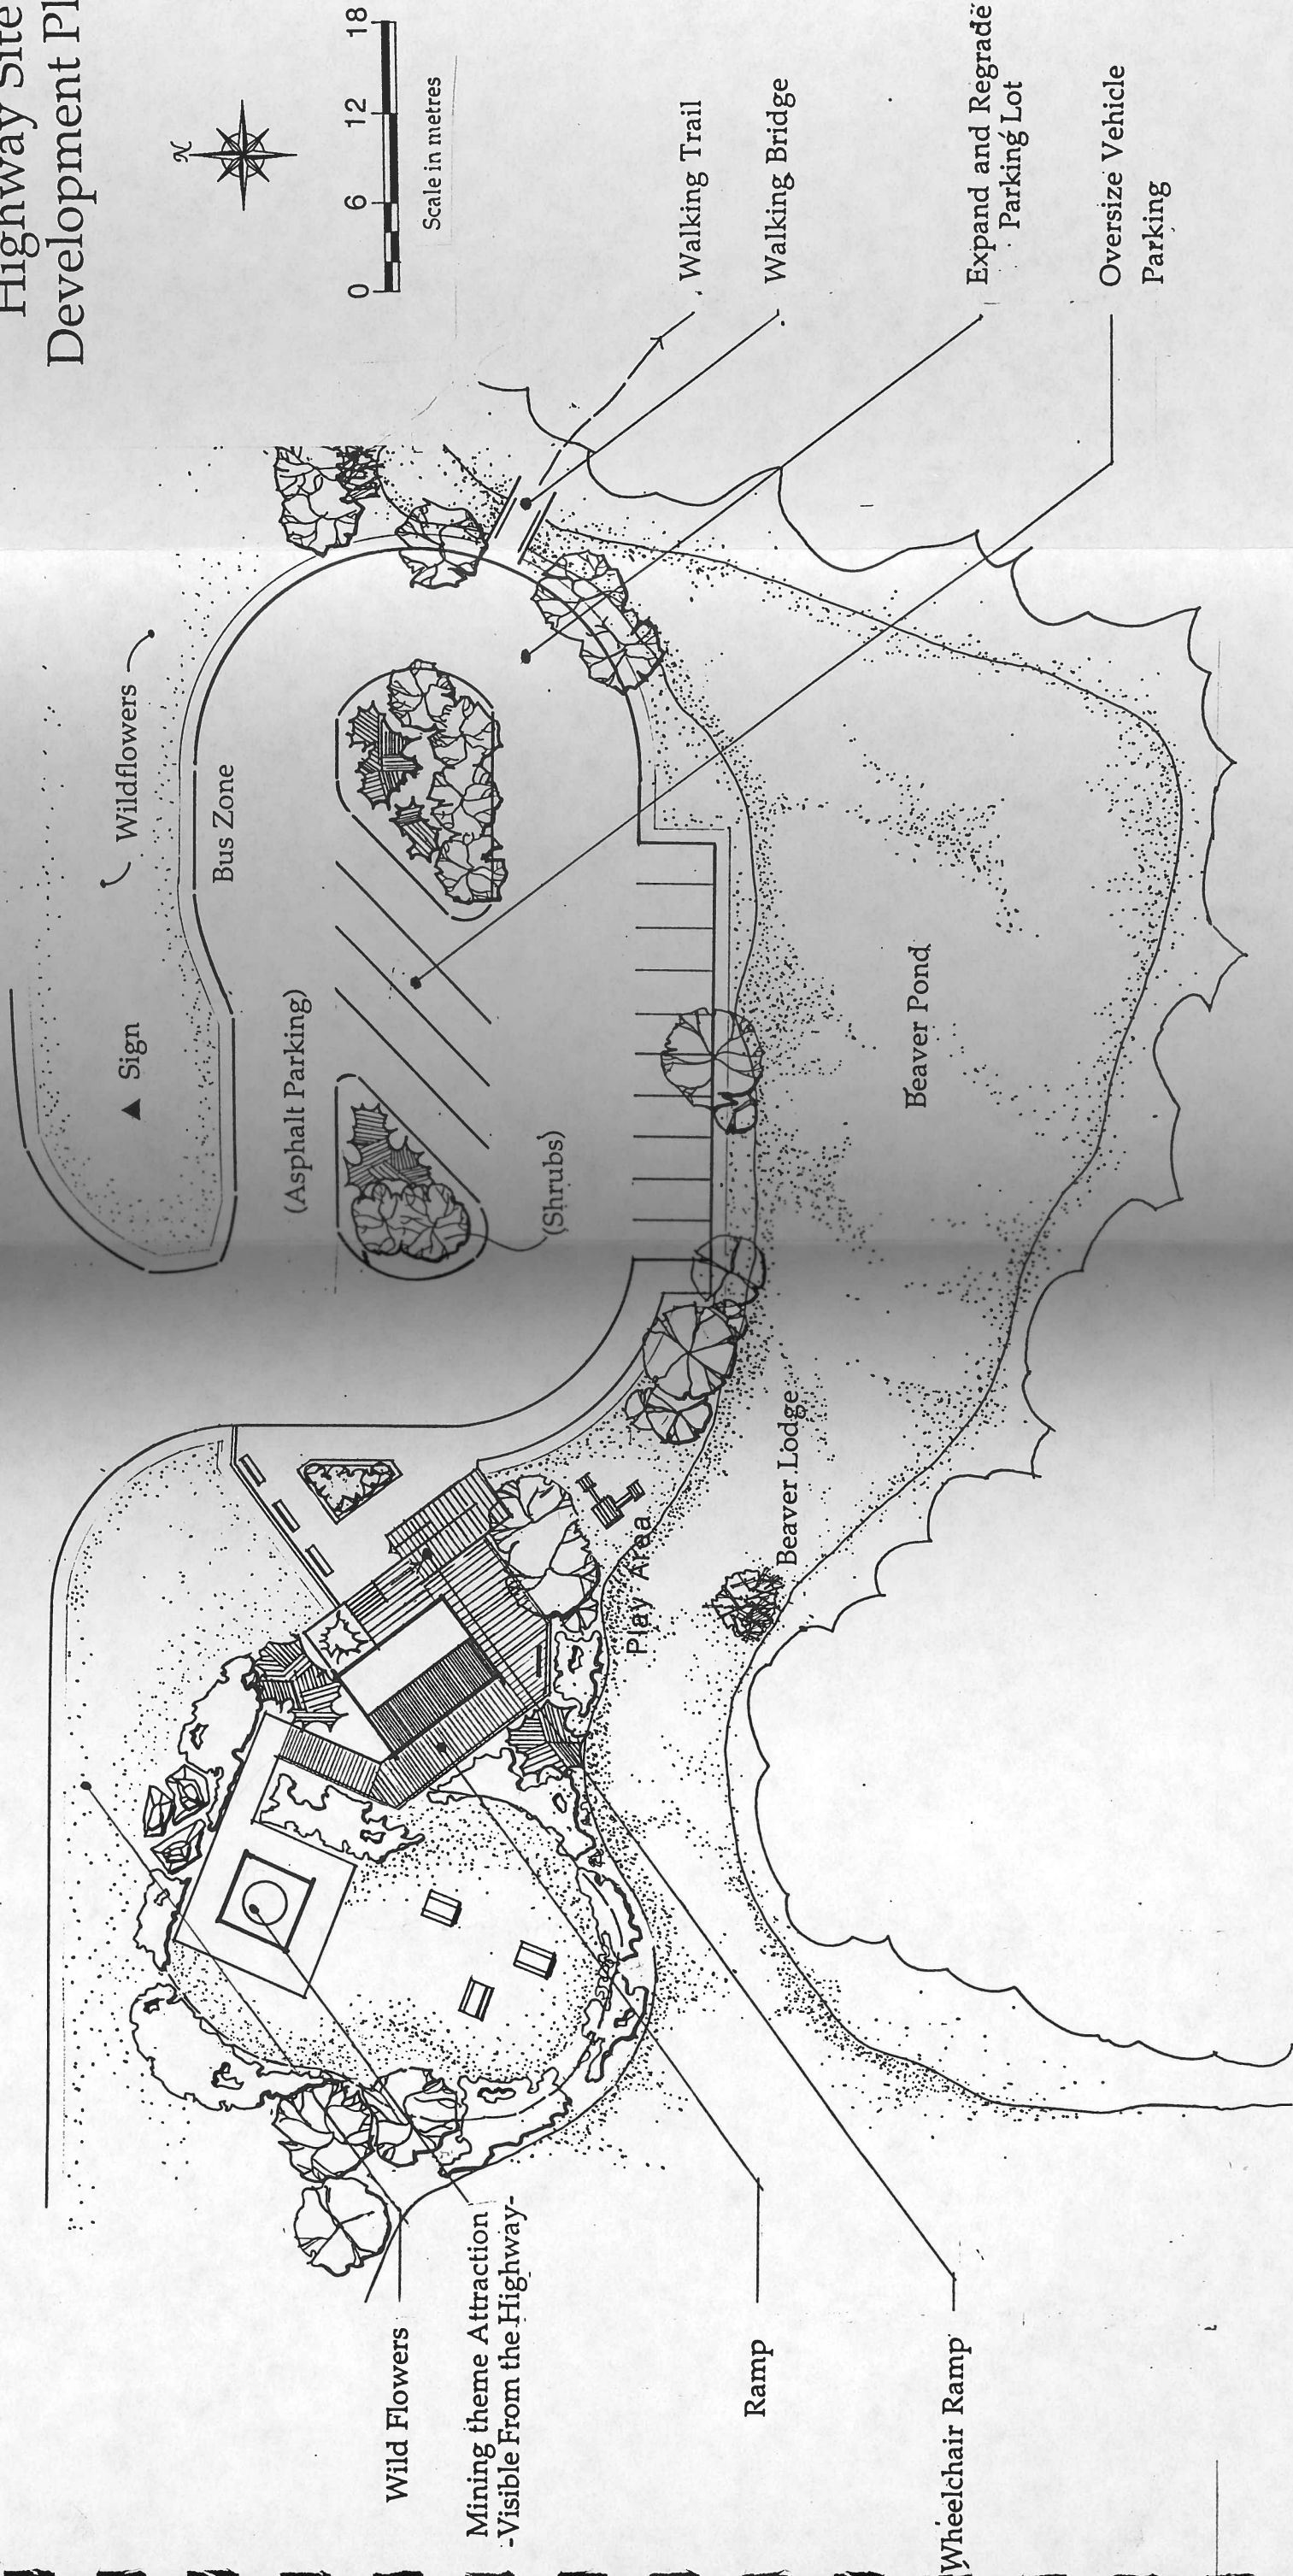 Highway Site
Development Pl
N
0 6 12 18
Scale in metres
Wildflowers
Sign
Bus Zone
(Asphalt Parking)
(Shrubs)
Walking Trail
Walking Bridge
Expand and Regrade
Parking Lot
Oversize Vehicle
Parking
Beaver Pond
Beaver Lodge
Play Area
Wild Flowers
Mining theme Attraction
-Visible From the Highway-
Ramp
Wheelchair Ramp